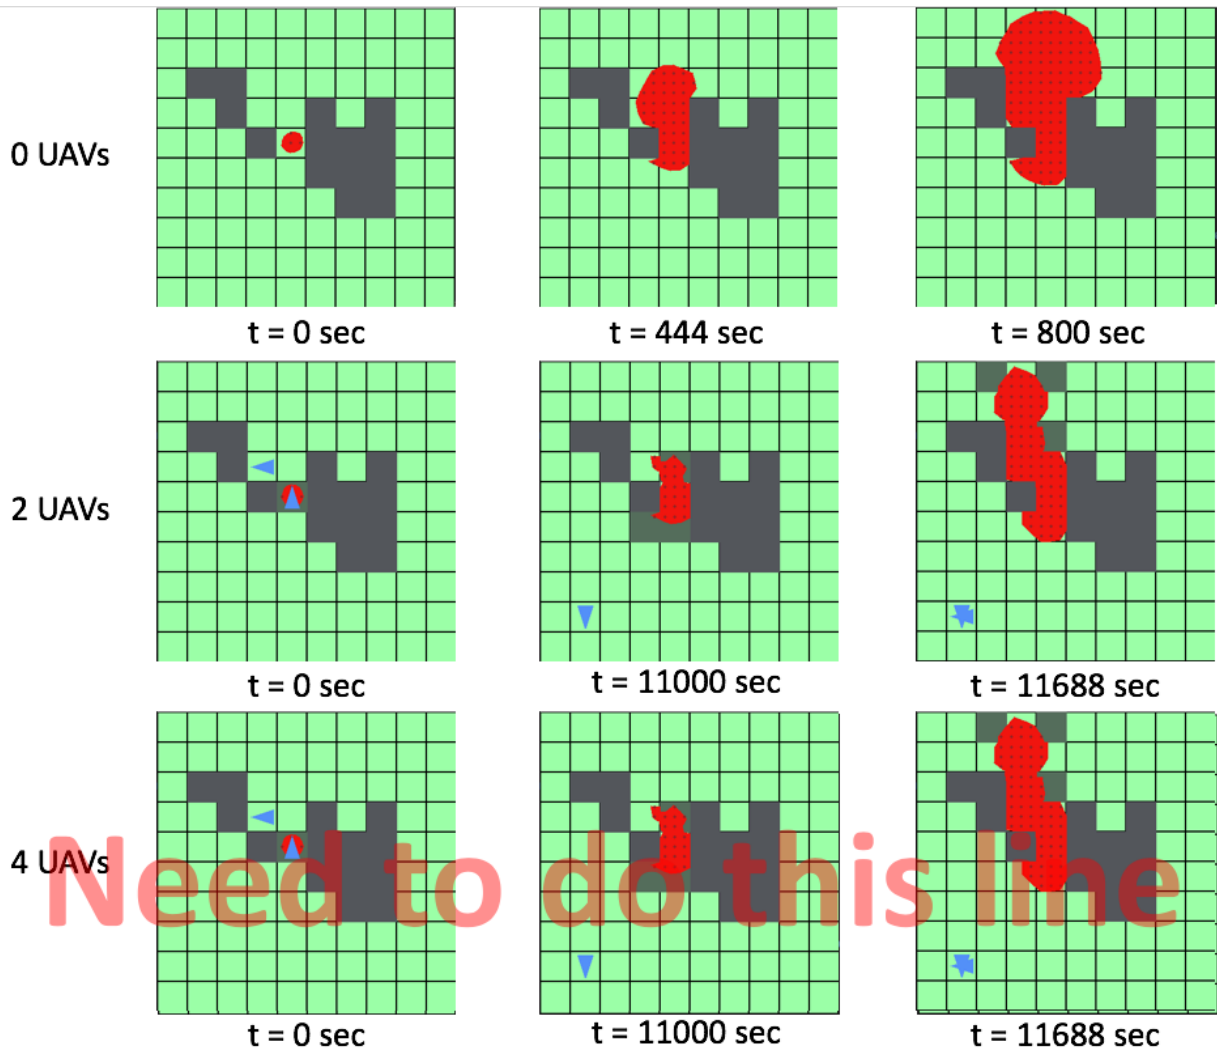 0 UAVs
t = 0 sec
t = 444 sec
t = 800 sec
2 UAVs
t = 0 sec
t = 11000 sec
t = 11688 sec
4 UAVs
Need to do this line
t = 0 sec
t = 11000 sec
t = 11688 sec